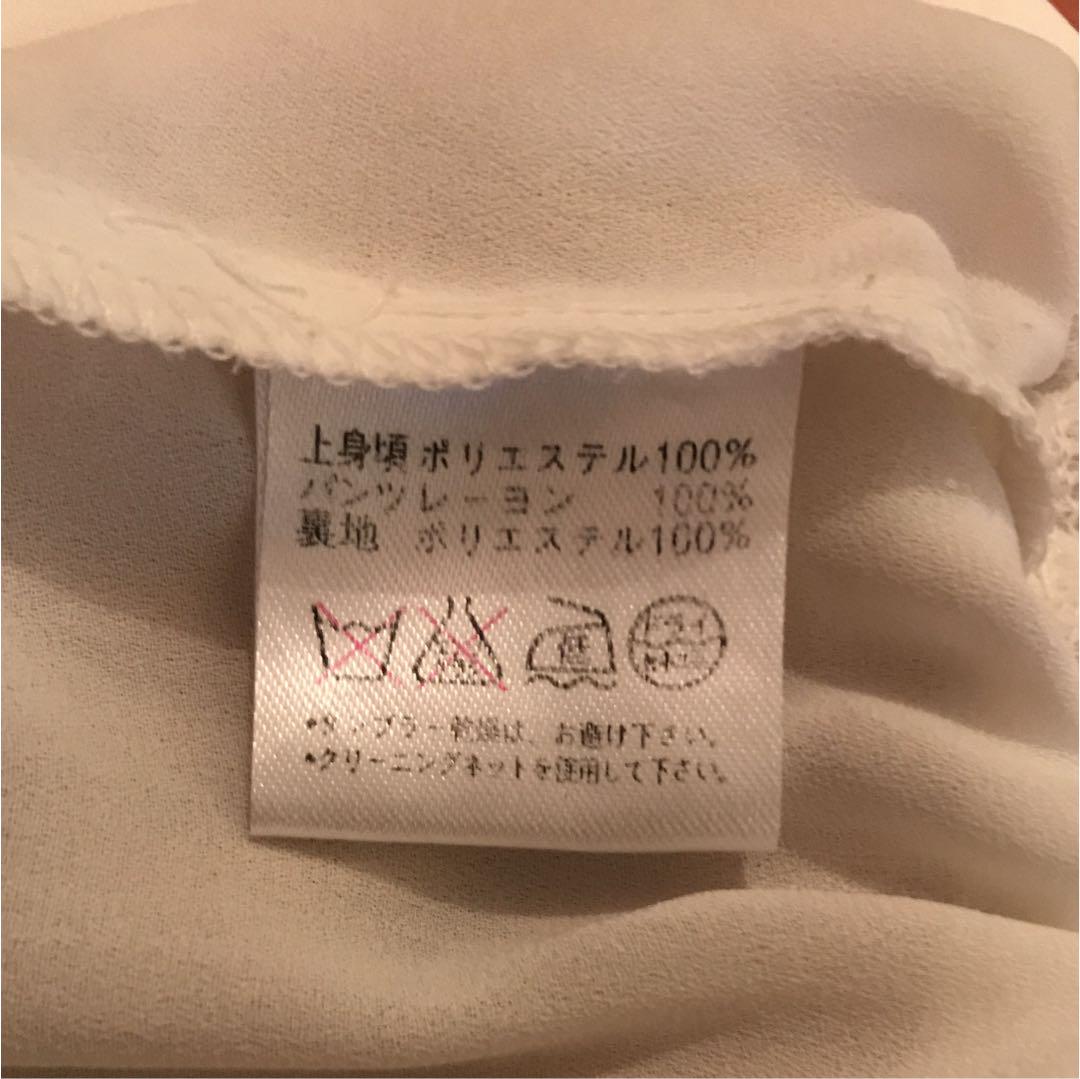 上身頃 ポリエステル100%
パンツ レーヨン 100%
裏地 ポリエステル100%
低 ドライ
*タンブラー乾燥は、お避け下さい。
*クリーニングネットを使用して下さい。